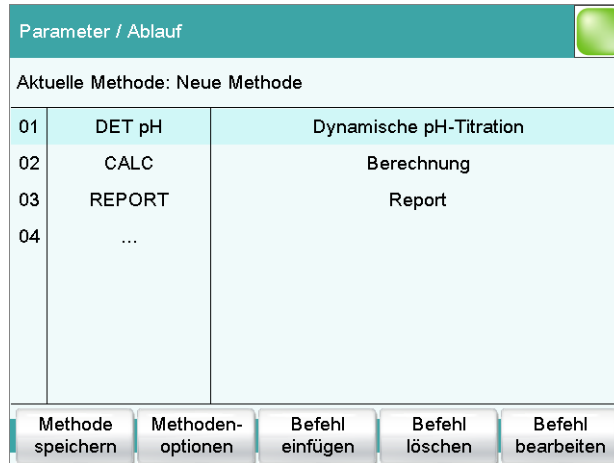 Parameter / Ablauf
Aktuelle Methode: Neue Methode
01 DET pH Dynamische pH-Titration
02 CALC Berechnung
03 REPORT Report
04 ...
Methode speichern
Methoden-optionen
Befehl einfügen
Befehl löschen
Befehl bearbeiten